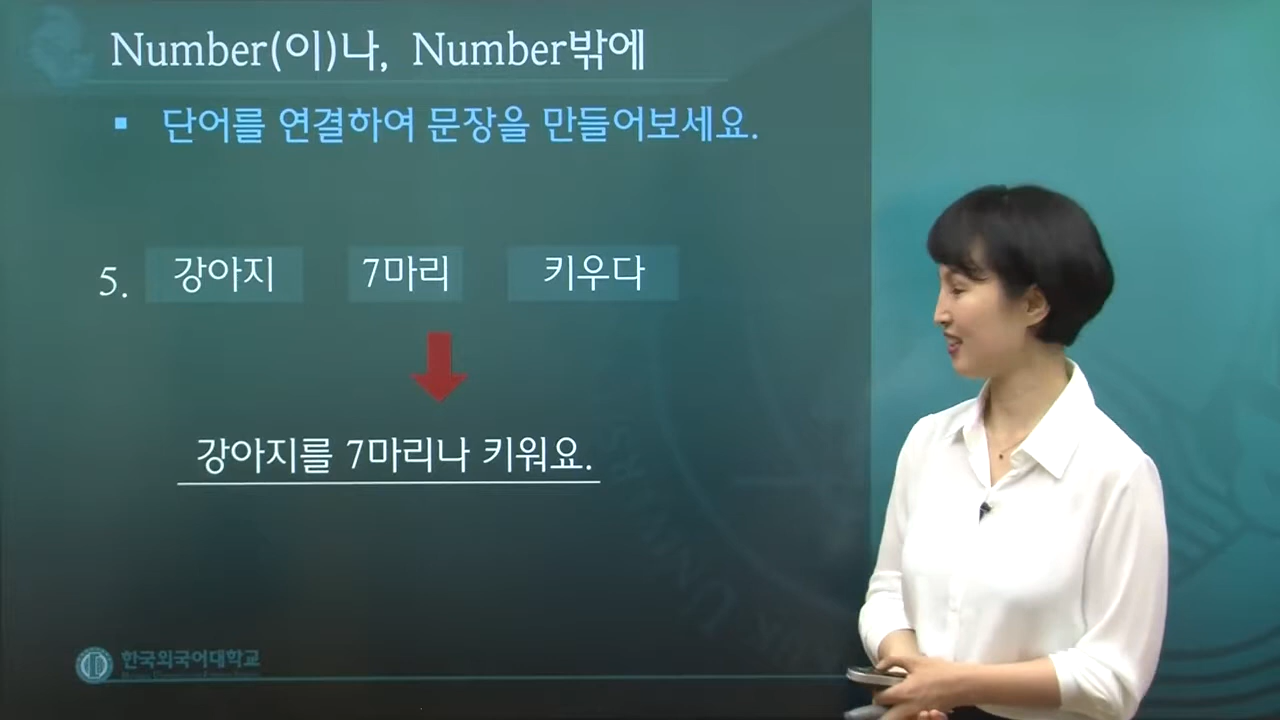 Number(이)나, Number밖에
▪ 단어를 연결하여 문장을 만들어보세요.
5. 강아지 7마리 키우다
강아지를 7마리나 키워요.
한국외국어대학교